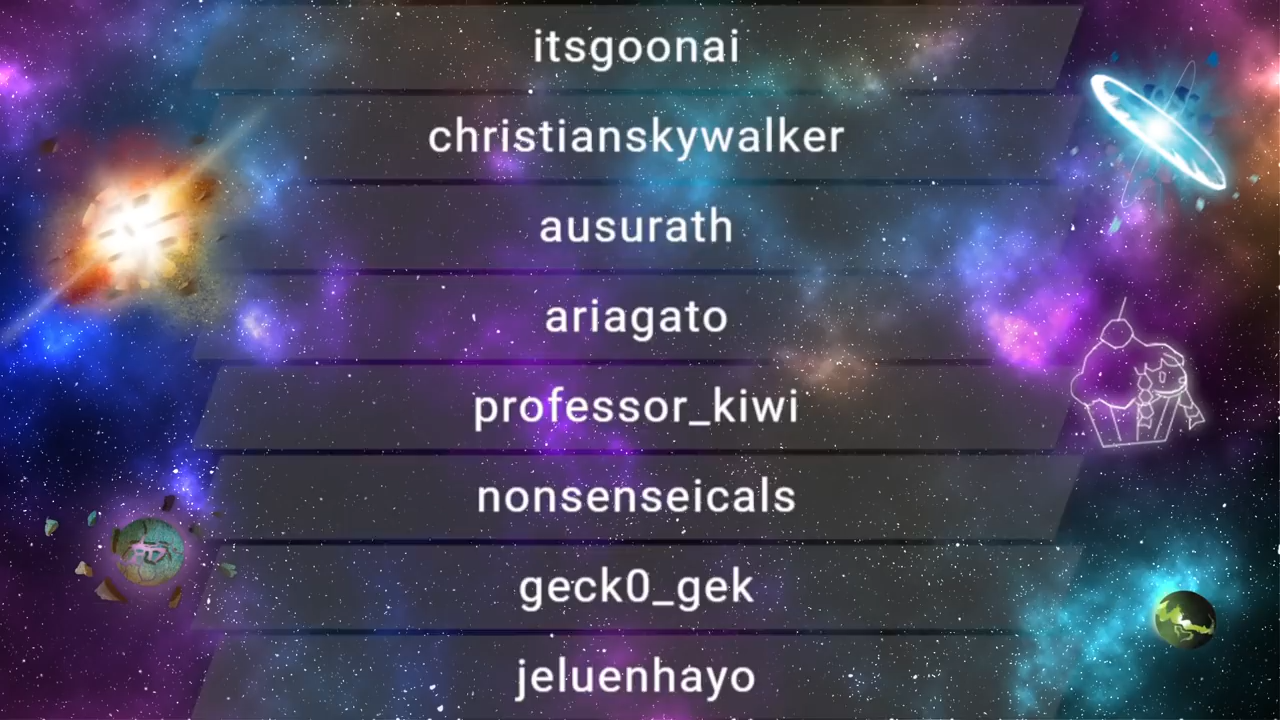 itsgoonai
christianskywalker
ausurath
ariagato
professor_kiwi
nonsenseicals
geck0_gek
jeluenhayo